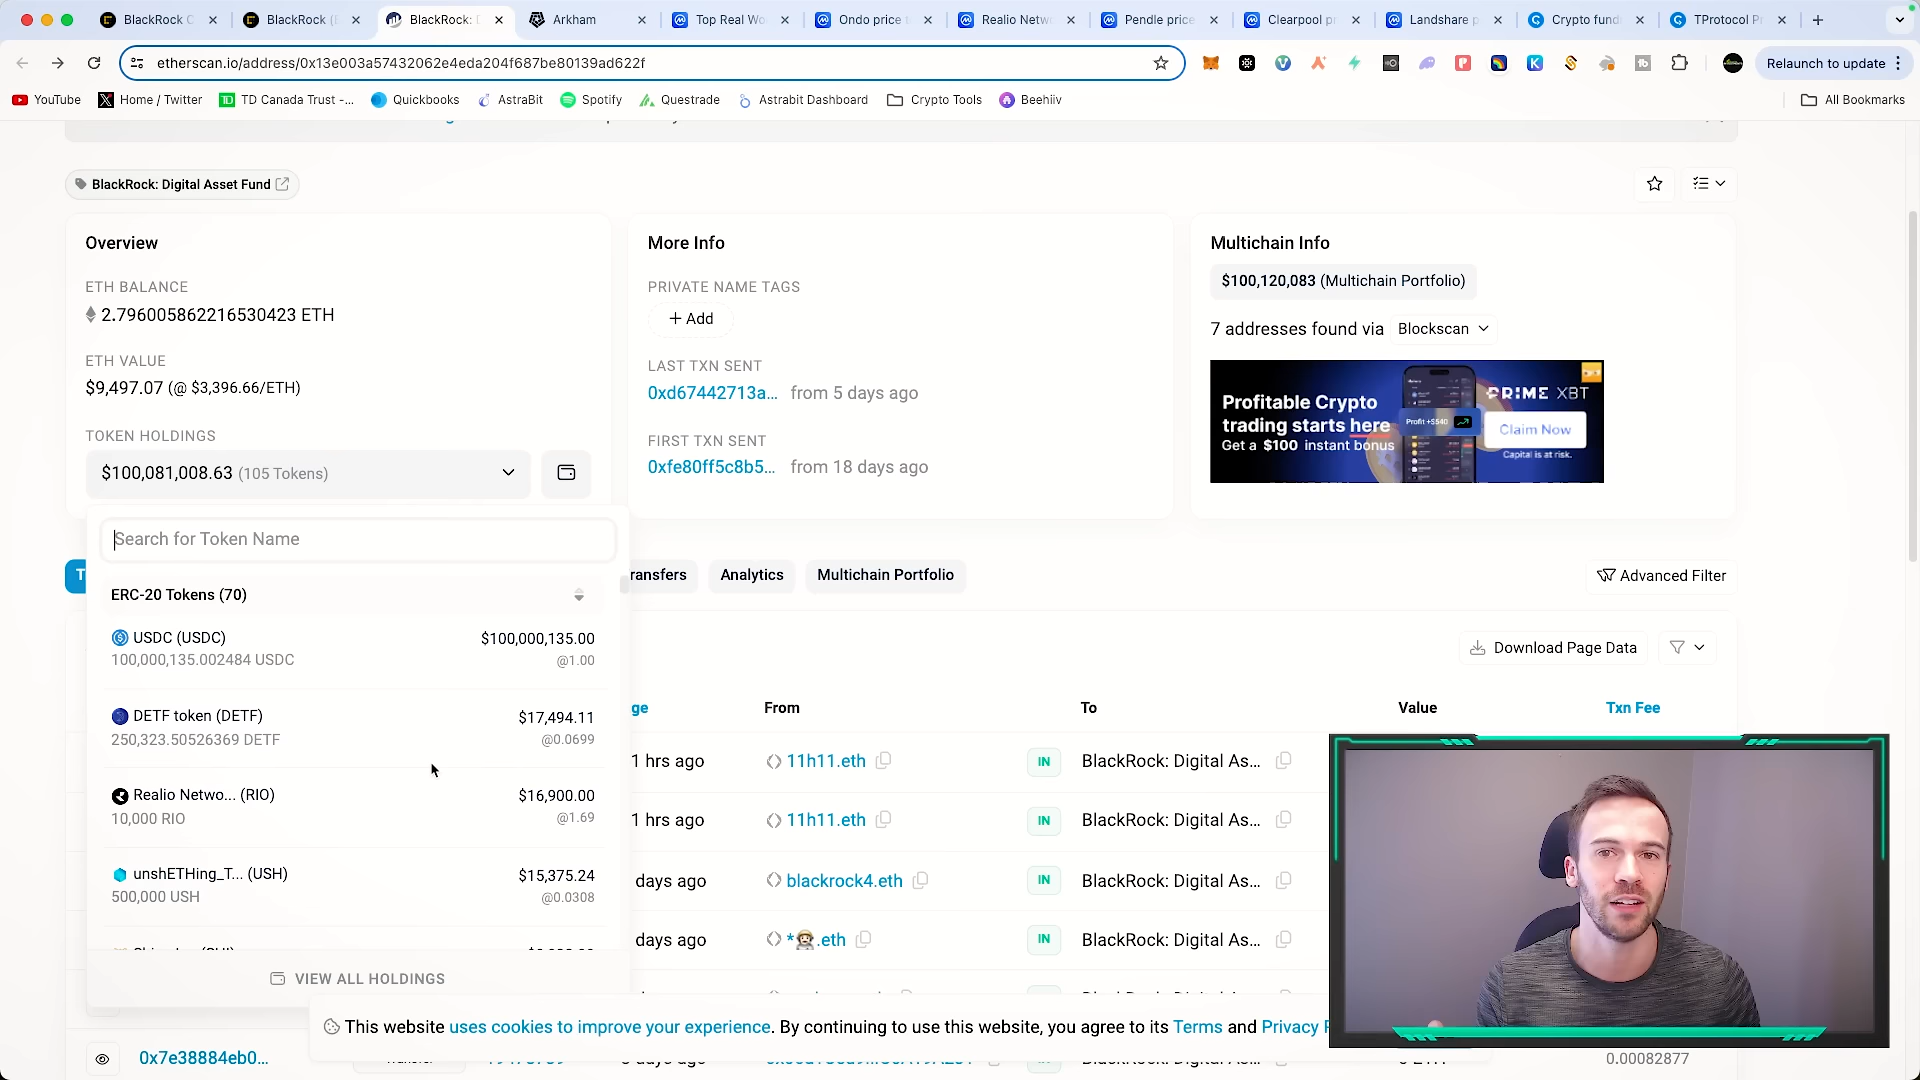 BlackRock C
BlackRock (B
BlackRock: D
Arkham
Top Real Wo
Ondo price
Realio Netw
Pendle price
Clearpool p
Landshare p
Crypto fund
TProtocol P
etherscan.io/address/0x13e003a57432062e4eda204f687be80139ad622f
Relaunch to update
YouTube
Home / Twitter
TD Canada Trust -...
Quickbooks
AstraBit
Spotify
Questrade
Astrabit Dashboard
Crypto Tools
Beehiiv
All Bookmarks
BlackRock: Digital Asset Fund
Overview
ETH BALANCE
2.796005862216530423 ETH
ETH VALUE
$9,497.07 (@ $3,396.66/ETH)
TOKEN HOLDINGS
$100,081,008.63 (105 Tokens)
More Info
PRIVATE NAME TAGS
+ Add
LAST TXN SENT
0xd67442713a... from 5 days ago
FIRST TXN SENT
0xfe80ff5c8b5... from 18 days ago
Multichain Info
$100,120,083 (Multichain Portfolio)
7 addresses found via Blockscan
Profitable Crypto
trading starts here
Get a $100 instant bonus
Profit +$540
PRIME XBT
Claim Now
Capital is at risk.
Search for Token Name
ERC-20 Tokens (70)
USDC (USDC) $100,000,135.00
100,000,135.002484 USDC @1.00
DETF token (DETF) $17,494.11
250,323.50526369 DETF @0.0699
Realio Netwo... (RIO) $16,900.00
10,000 RIO @1.69
unshETHing_T... (USH) $15,375.24
500,000 USH @0.0308
VIEW ALL HOLDINGS
T
ransfers
Analytics
Multichain Portfolio
Advanced Filter
Download Page Data
ge From To Value Txn Fee
1 hrs ago 11h11.eth IN BlackRock: Digital As...
1 hrs ago 11h11.eth IN BlackRock: Digital As...
days ago blackrock4.eth IN BlackRock: Digital As...
days ago *👨🏻‍🚀.eth IN BlackRock: Digital As...
This website uses cookies to improve your experience. By continuing to use this website, you agree to its Terms and Privacy P
0x7e38884eb0...
0.00082877